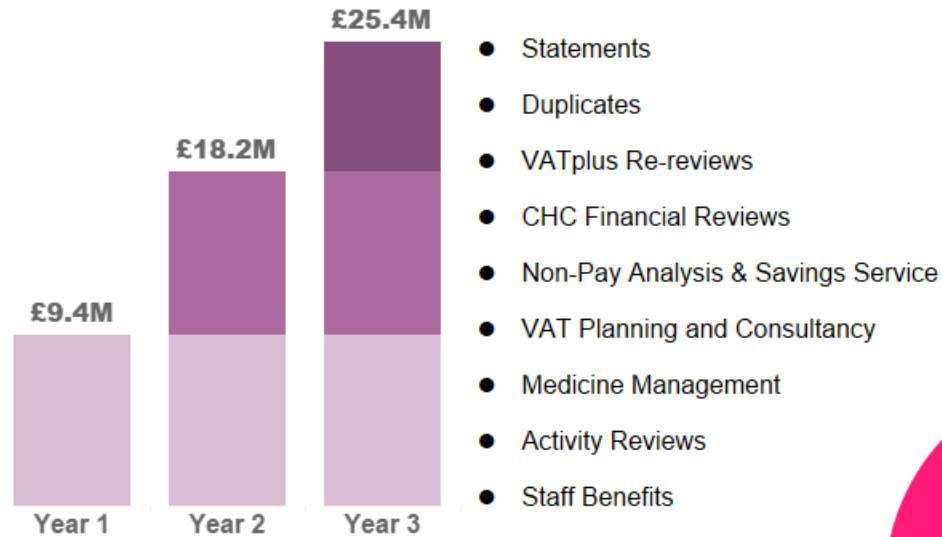 £25.4M
£18.2M
£9.4M
Year 1 Year 2 Year 3
● Statements
● Duplicates
● VATplus Re-reviews
● CHC Financial Reviews
● Non-Pay Analysis & Savings Service
● VAT Planning and Consultancy
● Medicine Management
● Activity Reviews
● Staff Benefits